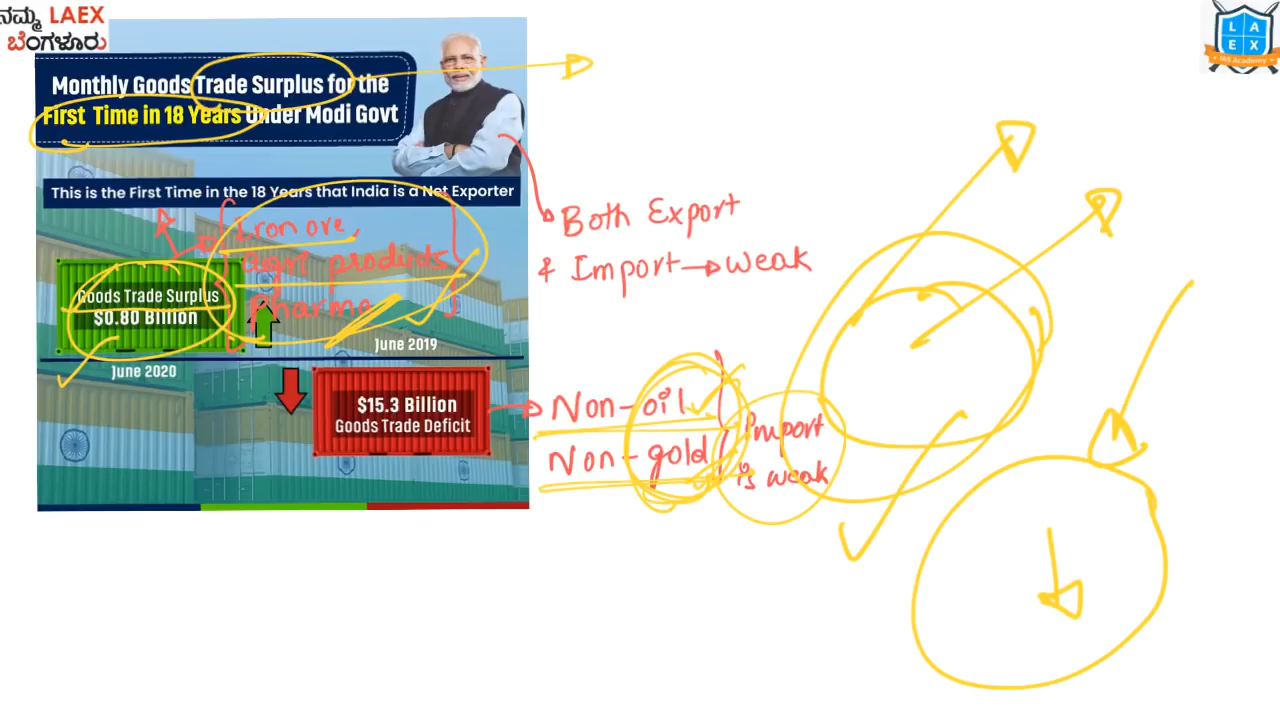 ನಮ್ಮ LAEX
ಬೆಂಗಳೂರು
L A
E X
IAS Academy
Monthly Goods Trade Surplus for the
First Time in 18 Years Under Modi Govt
This is the First Time in the 18 Years that India is a Net Exporter
Iron ore,
agri products
Pharma
Goods Trade Surplus
$0.80 Billion
June 2019
June 2020
$15.3 Billion
Goods Trade Deficit
Both Export
& Import → weak
Non-oil
Non-gold
Import
is weak